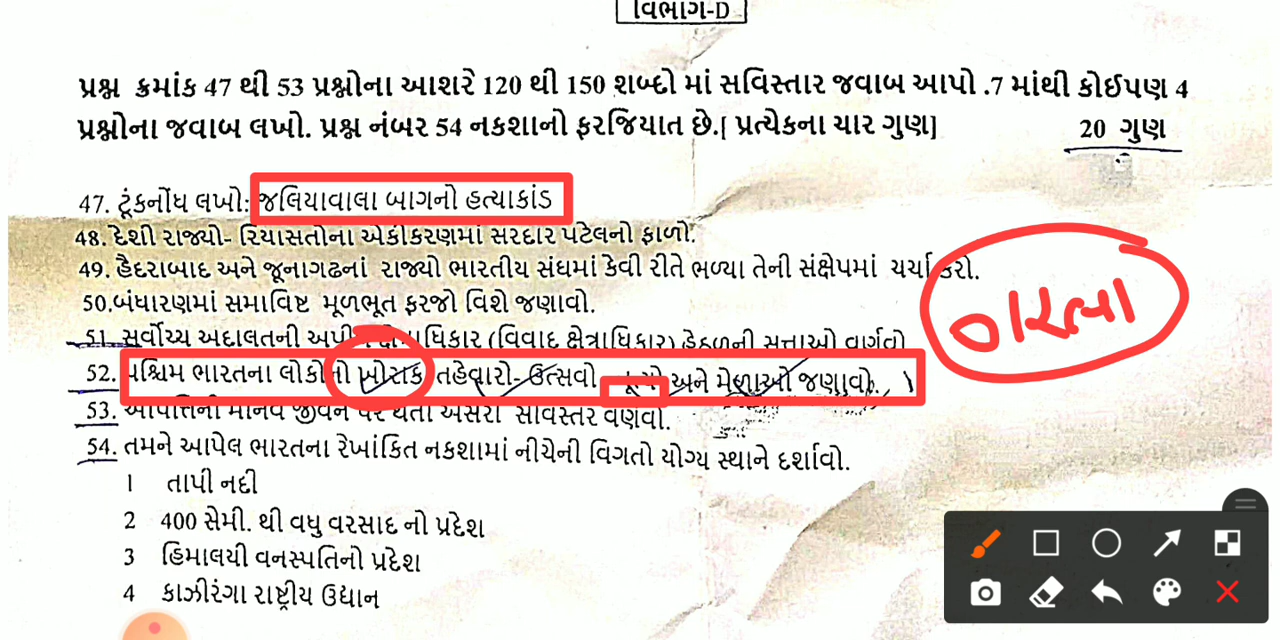 વિભાગ-D
પ્રશ્ન ક્રમાંક 47 થી 53 પ્રશ્નોના આશરે 120 થી 150 શબ્દો માં સવિસ્તાર જવાબ આપો .7 માંથી કોઈપણ 4
પ્રશ્નોના જવાબ લખો. પ્રશ્ન નંબર 54 નકશાનો ફરજિયાત છે.[ પ્રત્યેકના ચાર ગુણ] 20 ગુણ
47. ટૂંકનોંધ લખો: જલિયાવાલા બાગનો હત્યાકાંડ
48. દેશી રાજ્યો- રિયાસતોના એકીકરણમાં સરદાર પટેલનો ફાળો.
49. હૈદરાબાદ અને જૂનાગઢનાં રાજ્યો ભારતીય સંઘમાં કેવી રીતે ભળ્યા તેની સંક્ષેપમાં ચર્ચા કરો.
50.બંધારણમાં સમાવિષ્ટ મૂળભૂત ફરજો વિશે જણાવો.
51. સર્વોચ્ય અદાલતની (વિવાદ ક્ષેત્રાધિકાર) હેઠળની સત્તાઓ વાર્ગવો
52. પશ્ચિમ ભારતના લોકોનો ખોરાક તહેવારો- ઉત્સવો અને મેળાઓ જણાવો.
53. આપત્તિની માનવ જીવન પર થતી અસરો સવિસ્તર વર્ણવો.
54. તમને આપેલ ભારતના રેખાંકિત નકશામાં નીચેની વિગતો યોગ્ય સ્થાને દર્શાવો.
1 તાપી નદી
2 400 સેમી. થી વધુ વરસાદ નો પ્રદેશ
3 હિમાલયી વનસ્પતિનો પ્રદેશ
4 કાઝીરંગા રાષ્ટ્રીય ઉદ્યાન